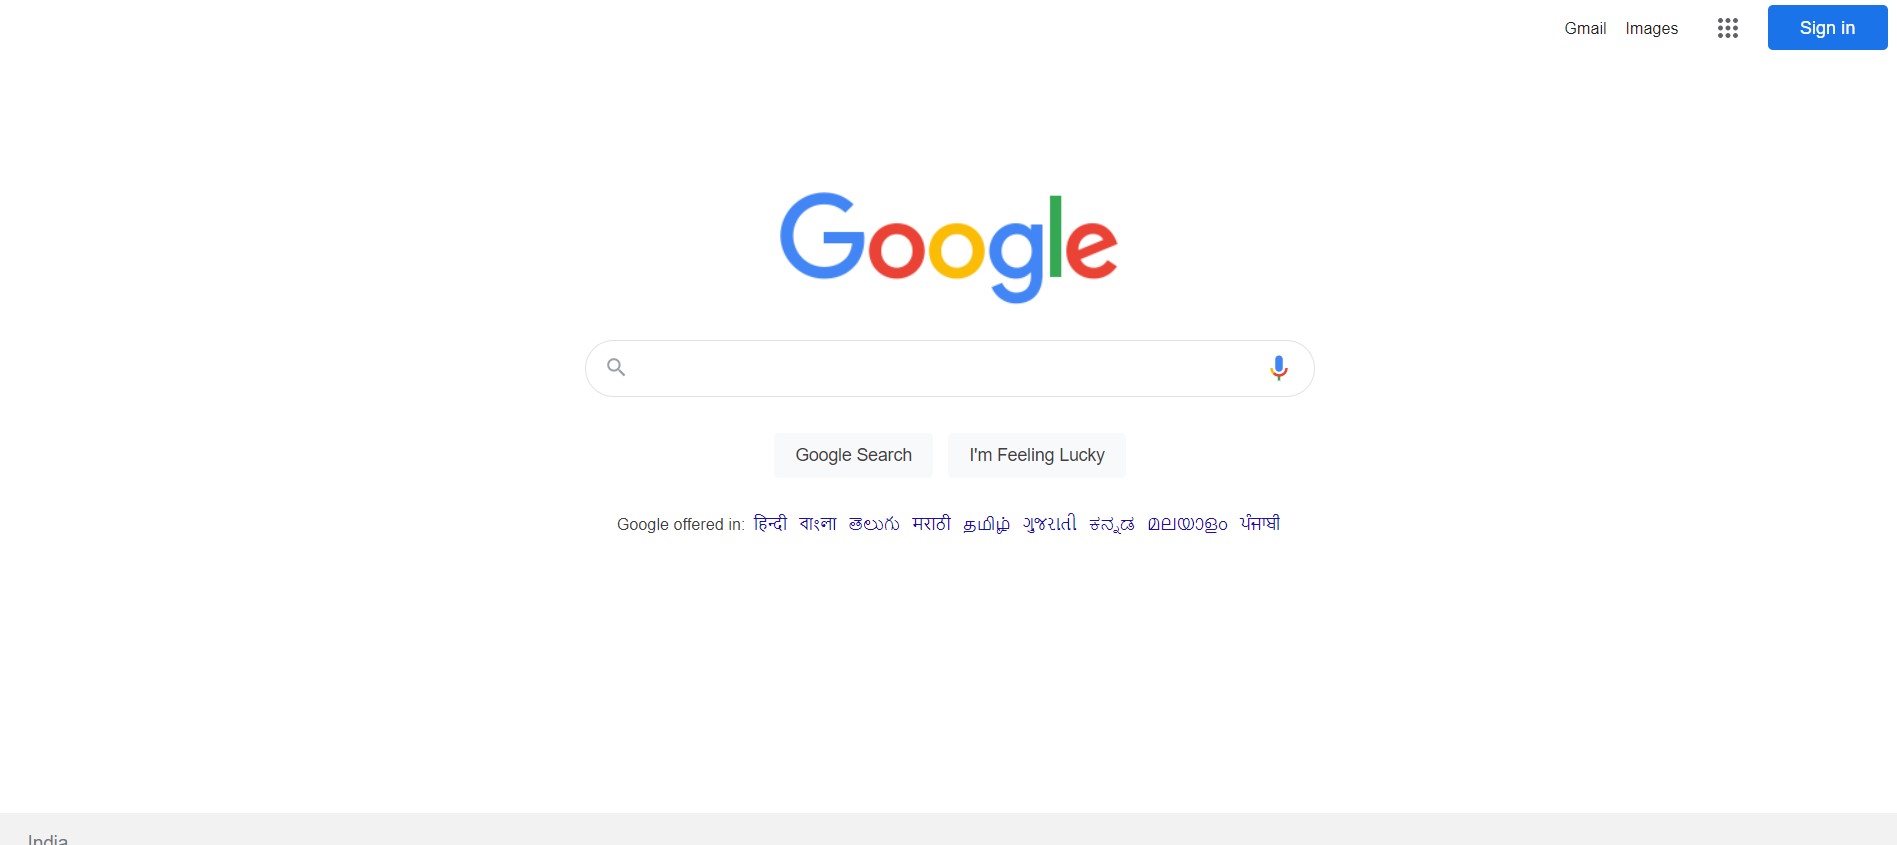 Gmail Images Sign in
Google
Google Search I'm Feeling Lucky
Google offered in: हिन्दी বাংলা తెలుగు मराठी தமிழ் ગુજરાતી ಕನ್ನಡ മലയാളം ਪੰਜਾਬੀ
India